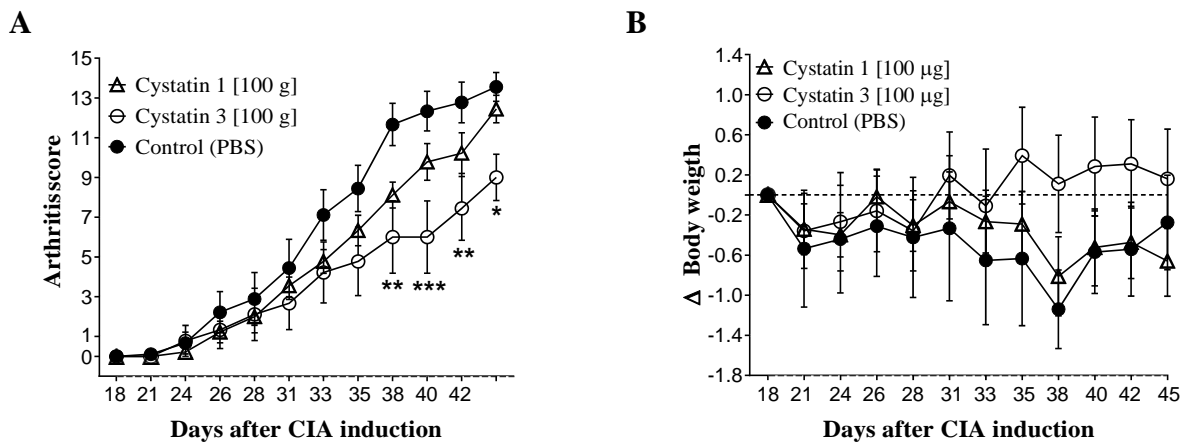 A
15
13
11
9
7
5
3
1
0
Arthritisscore
Cystatin 1 [100 g]
Cystatin 3 [100 g]
Control (PBS)
**
***
**
*
18 21 24 26 28 31 33 35 38 40 42
Days after CIA induction
B
1.4
1.0
0.6
0.2
-0.2
-0.6
-1.0
-1.4
-1.8
Δ Body weigth
Cystatin 1 [100 µg]
Cystatin 3 [100 µg]
Control (PBS)
18 21 24 26 28 31 33 35 38 40 42 45
Days after CIA induction